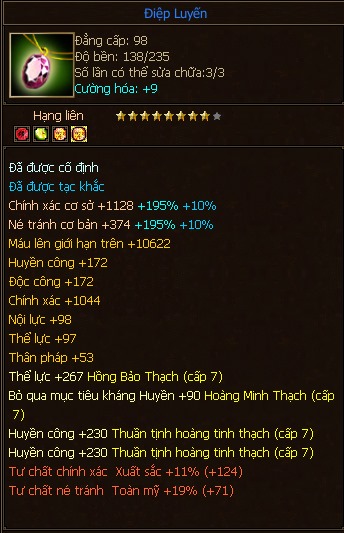 Điệp Luyến
Đẳng cấp: 98
Độ bền: 138/235
Số lần có thể sửa chữa:3/3
Cường hóa: +9
Hạng liên
Đã được cố định
Đã được tạc khắc
Chính xác cơ sở +1128 +195% +10%
Né tránh cơ bản +374 +195% +10%
Máu lên giới hạn trên +10622
Huyền công +172
Độc công +172
Chính xác +1044
Nội lực +98
Thể lực +97
Thân pháp +53
Thể lực +267 Hồng Bảo Thạch (cấp 7)
Bỏ qua mục tiêu kháng Huyền +90 Hoàng Minh Thạch (cấp
7)
Huyền công +230 Thuần tịnh hoàng tinh thạch (cấp 7)
Huyền công +230 Thuần tịnh hoàng tinh thạch (cấp 7)
Tư chất chính xác Xuất sắc +11% (+124)
Tư chất né tránh Toàn mỹ +19% (+71)